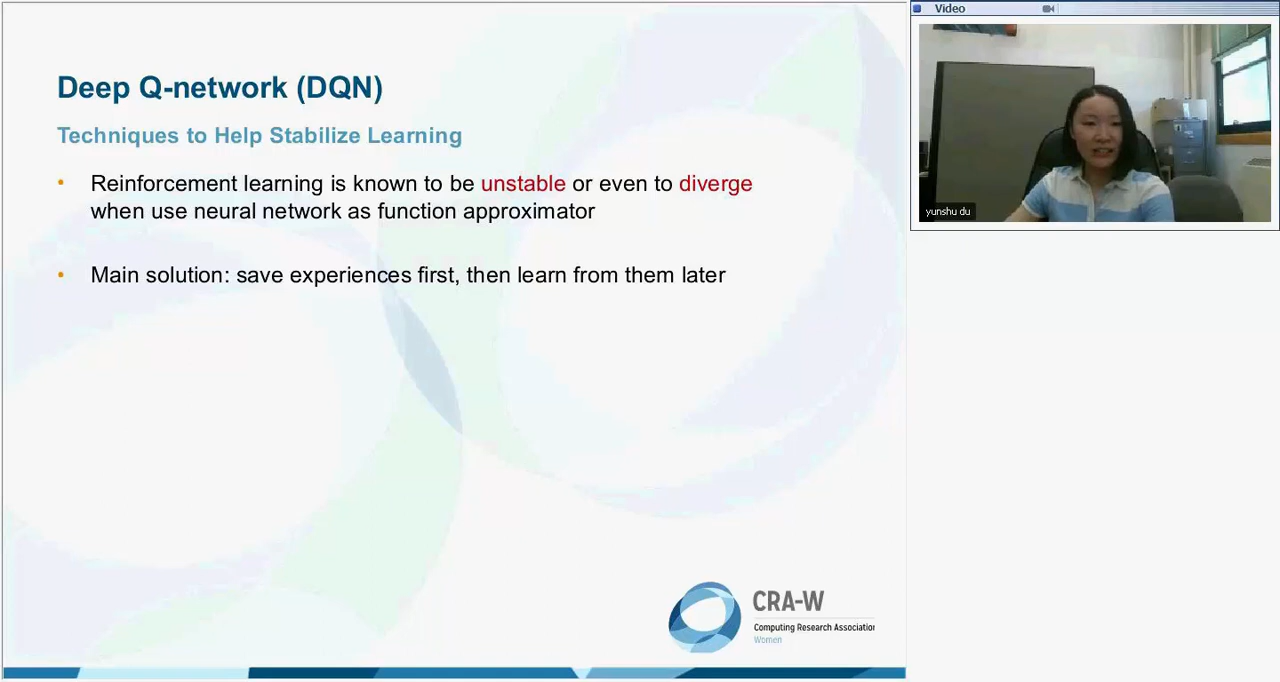 Deep Q-network (DQN)
Techniques to Help Stabilize Learning
• Reinforcement learning is known to be unstable or even to diverge
when use neural network as function approximator
• Main solution: save experiences first, then learn from them later
CRA-W
Computing Research Association
Women
Video
yunshu du